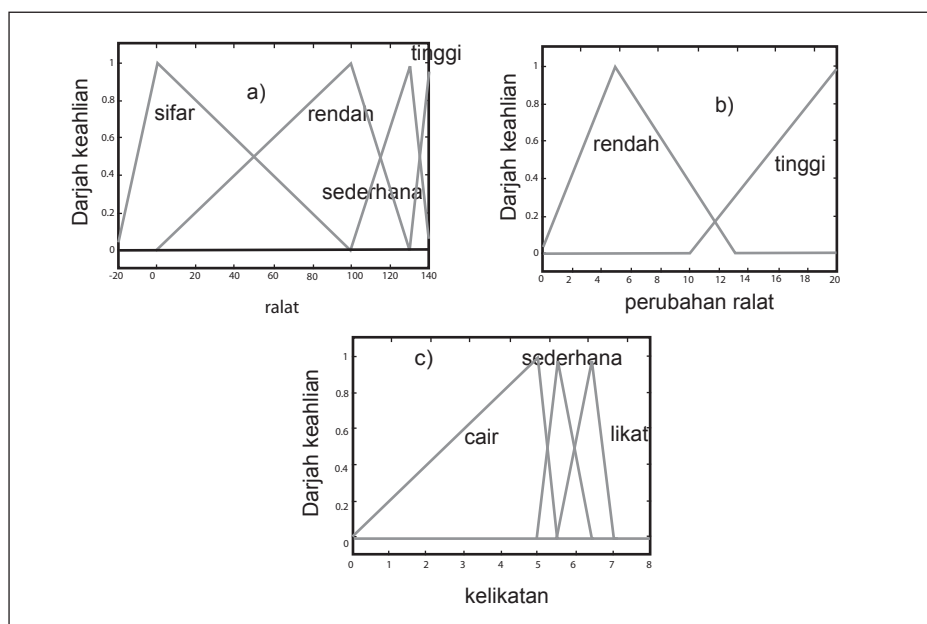 tinggi
Darjah keahlian
1
0.8
0.6
0.4
0.2
0
a)
sifar
rendah
sederhana
-20 0 20 40 60 80 100 120 140
ralat
Darjah keahlian
1
0.8
0.6
0.4
0.2
0
b)
rendah
tinggi
0 2 4 6 8 10 12 14 16 18 20
perubahan ralat
Darjah keahlian
1
0.8
0.6
0.4
0.2
0
c)
sederhana
cair
likat
0 1 2 3 4 5 6 7 8
kelikatan